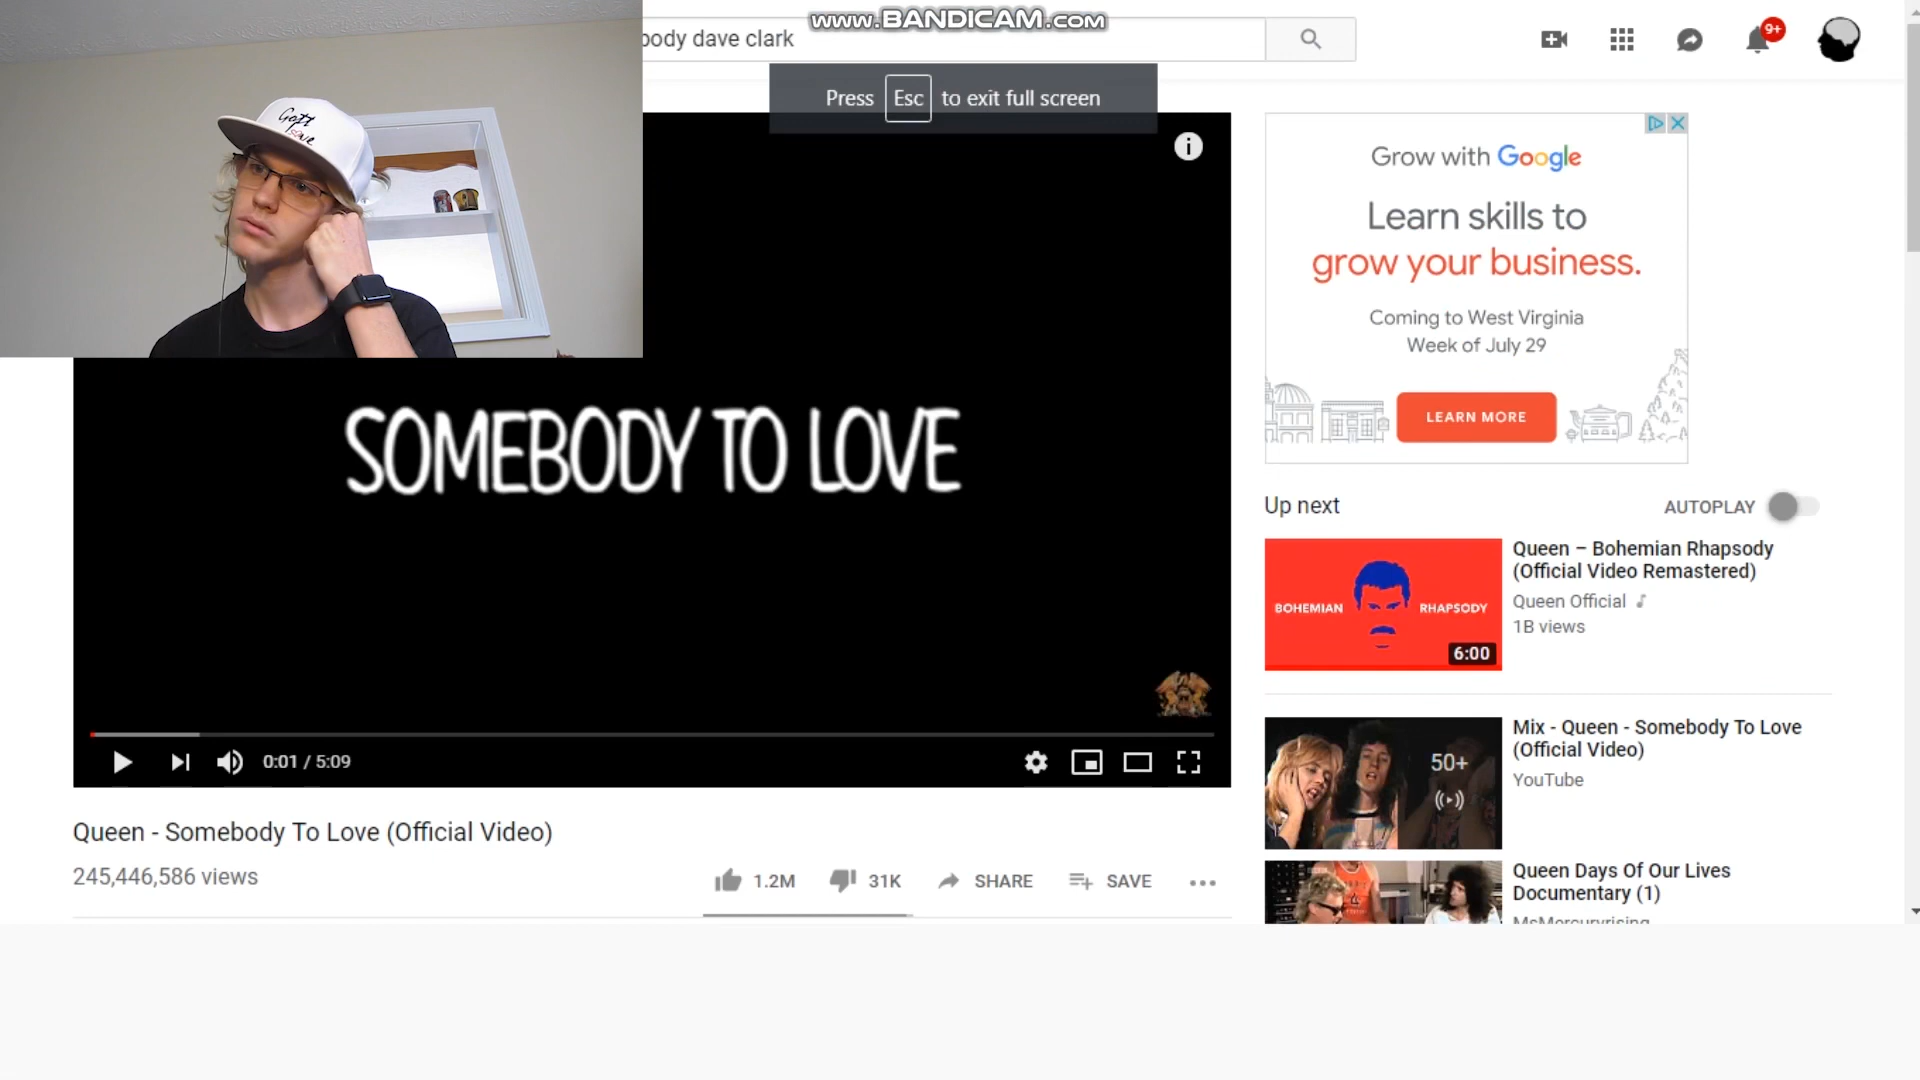 www.BANDICAM.com
body dave clark
9+
Press Esc to exit full screen
Gott
SOMEBODY TO LOVE
0:01 / 5:09
Queen - Somebody To Love (Official Video)
245,446,586 views
1.2M
31K
SHARE
SAVE
Grow with Google
Learn skills to
grow your business.
Coming to West Virginia
Week of July 29
LEARN MORE
Up next
AUTOPLAY
BOHEMIAN RHAPSODY
6:00
Queen – Bohemian Rhapsody
(Official Video Remastered)
Queen Official
1B views
50+
Mix - Queen - Somebody To Love
(Official Video)
YouTube
Queen Days Of Our Lives
Documentary (1)
MsMercuryrising